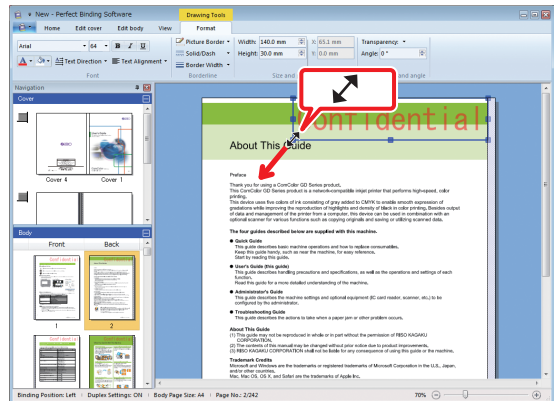 New - Perfect Binding Software
Drawing Tools
Home
Edit cover
Edit body
View
Format
Arial
64
B I U
Text Direction
Text Alignment
Font
Picture Border
Solid/Dash
Border Width
Borderline
Width: 140.0 mm
Height: 30.0 mm
X: 65.1 mm
Y: 0.0 mm
Size and
Transparency:
Angle: 0 °
and angle
Navigation
Cover
Cover 4
Cover 1
Body
Front
Back
Confidential
Confidential
1
2
Confidential
Confidential
Confidential
About This Guide
Preface
Thank you for using a ComColor GD Series product.
This ComColor GD Series product is a network-compatible inkjet printer that performs high-speed, color
printing.
This device uses five colors of ink consisting of gray added to CMYK to enable smooth expression of
gradations while improving the reproduction of highlights and density of black in color printing. Besides output
of data and management of the printer from a computer, this device can be used in combination with an
optional scanner for various functions such as copying originals and saving or utilizing scanned data.
The four guides described below are supplied with this machine.
● Quick Guide
This guide describes basic machine operations and how to replace consumables.
Keep this guide handy, such as near the machine, for easy reference.
Start by reading this guide.
● User's Guide (this guide)
This guide describes handling precautions and specifications, as well as the operations and settings of each
function.
Read this guide for a more detailed understanding of the machine.
● Administrator's Guide
This guide describes the machine settings and optional equipment (IC card reader, scanner, etc.) to be
configured by the administrator.
● Troubleshooting Guide
This guide describes the actions to take when a paper jam or other problem occurs.
About This Guide
(1) This guide may not be reproduced in whole or in part without the permission of RISO KAGAKU
CORPORATION.
(2) The contents of this manual may be changed without prior notice due to product improvements.
(3) RISO KAGAKU CORPORATION shall not be liable for any consequence of using this guide or the machine.
Trademark Credits
Microsoft and Windows are the trademarks or registered trademarks of Microsoft Corporation in the U.S., Japan,
and/or other countries.
Mac, Mac OS, OS X, and Safari are the trademarks of Apple Inc.
Binding Position: Left
Duplex Settings: ON
Body Page Size: A4
Page No.: 2/242
70%